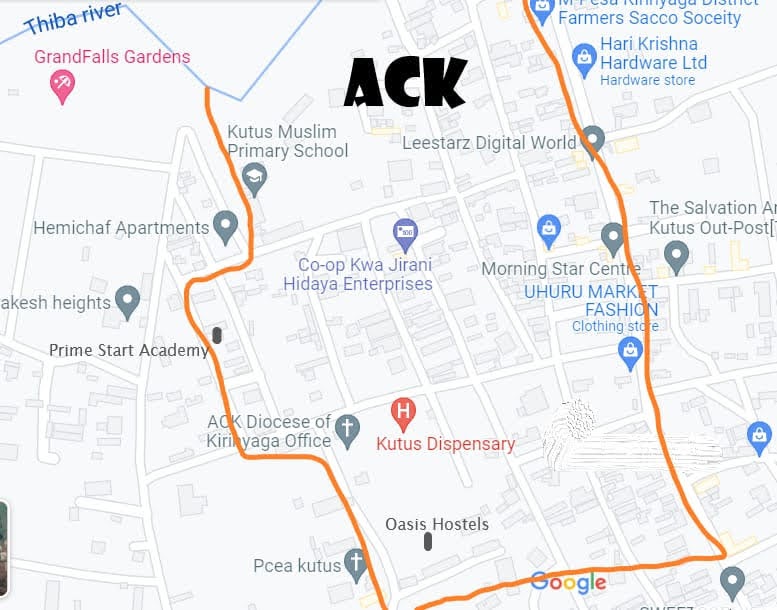 Thiba river
M-Pesa Kirinyaga District
Farmers Sacco Soceity
GrandFalls Gardens
ACK
Hari Krishna
Hardware Ltd
Hardware store
Kutus Muslim
Primary School
Leestarz Digital World
Hemichaf Apartments
The Salvation Ar
Kutus Out-Post[T
Co-op Kwa Jirani
Hidaya Enterprises
Morning Star Centre
akesh heights
UHURU MARKET
FASHION
Clothing store
Prime Start Academy
ACK Diocese of
Kirinyaga Office
H
Kutus Dispensary
Oasis Hostels
Pcea kutus
Google